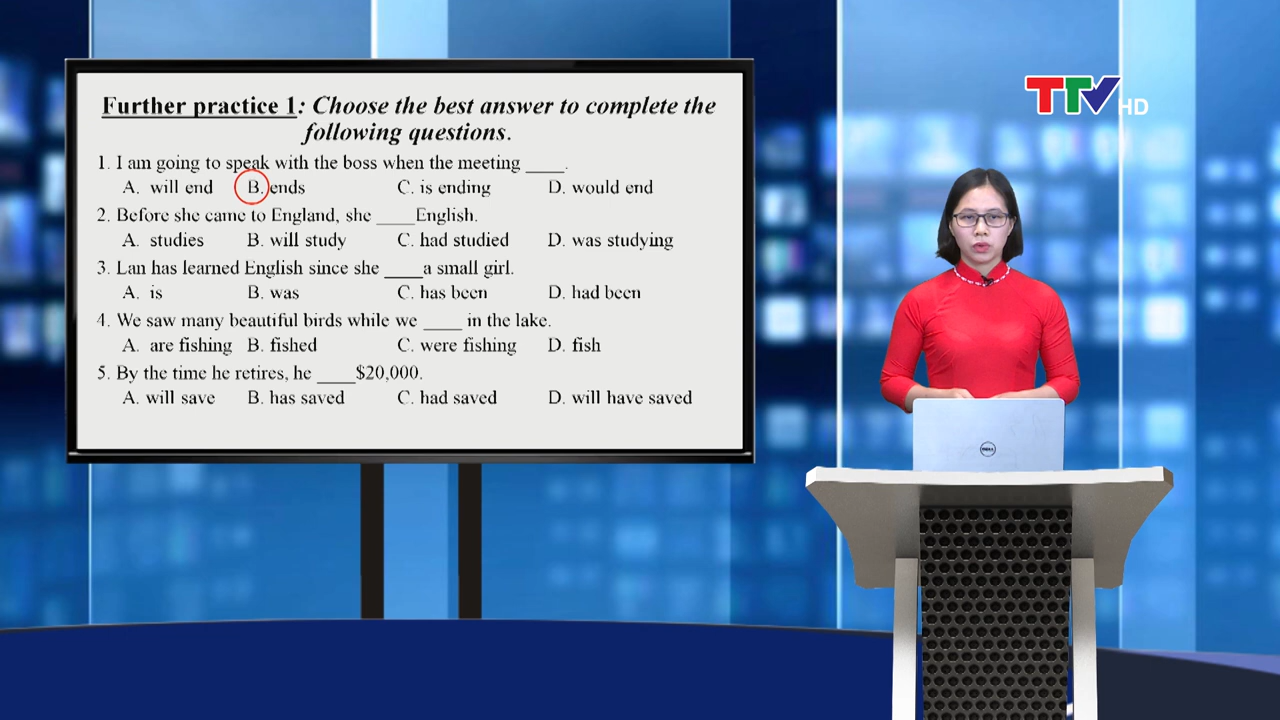 Further practice 1: Choose the best answer to complete the
following questions.
1. I am going to speak with the boss when the meeting ____.
A. will end B. ends C. is ending D. would end
2. Before she came to England, she ____English.
A. studies B. will study C. had studied D. was studying
3. Lan has learned English since she ____a small girl.
A. is B. was C. has been D. had been
4. We saw many beautiful birds while we ____ in the lake.
A. are fishing B. fished C. were fishing D. fish
5. By the time he retires, he ____$20,000.
A. will save B. has saved C. had saved D. will have saved
TTV HD
DELL